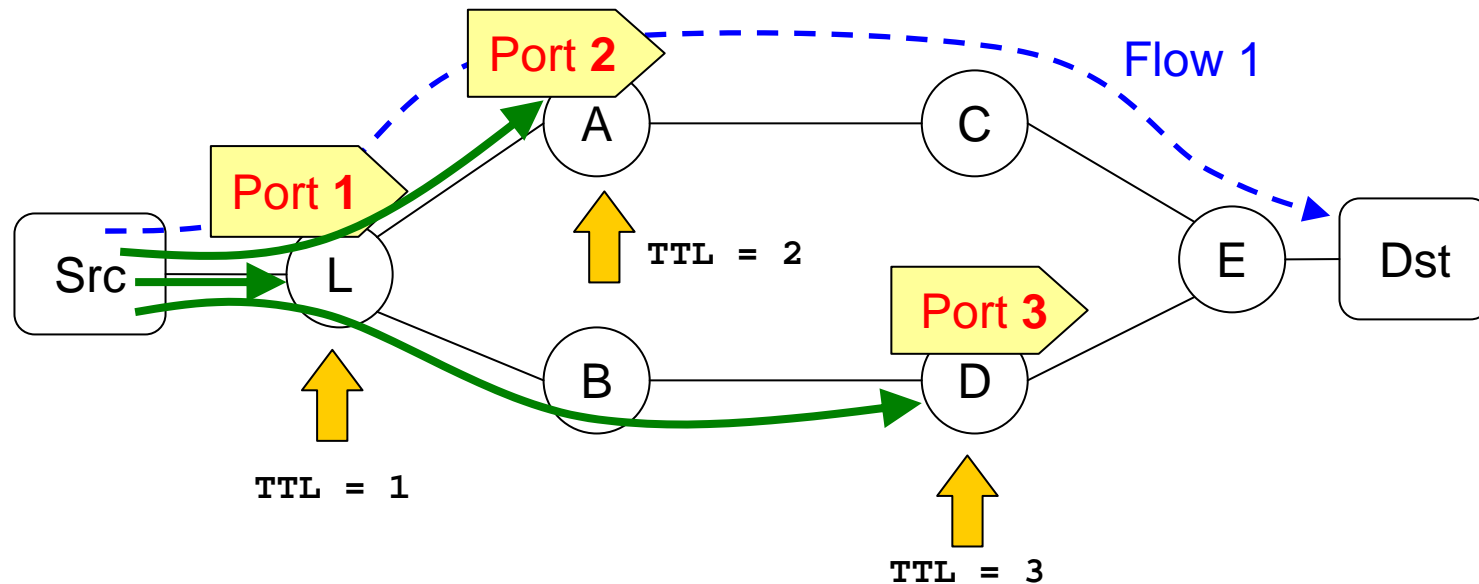 Port 2
Flow 1
A
C
Port 1
TTL = 2
Src
L
E
Dst
Port 3
B
D
TTL = 1
TTL = 3